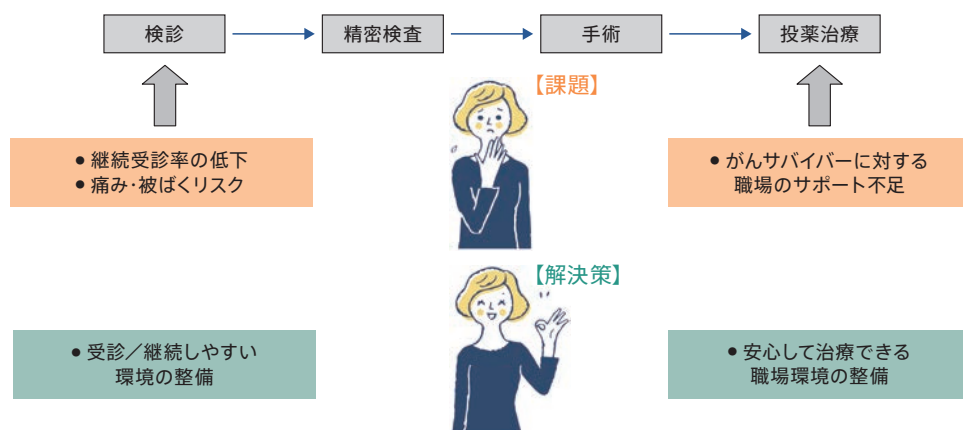 検診
精密検査
手術
投薬治療
【課題】
● 継続受診率の低下
● 痛み・被ばくリスク
● がんサバイバーに対する
職場のサポート不足
【解決策】
● 受診／継続しやすい
環境の整備
● 安心して治療できる
職場環境の整備